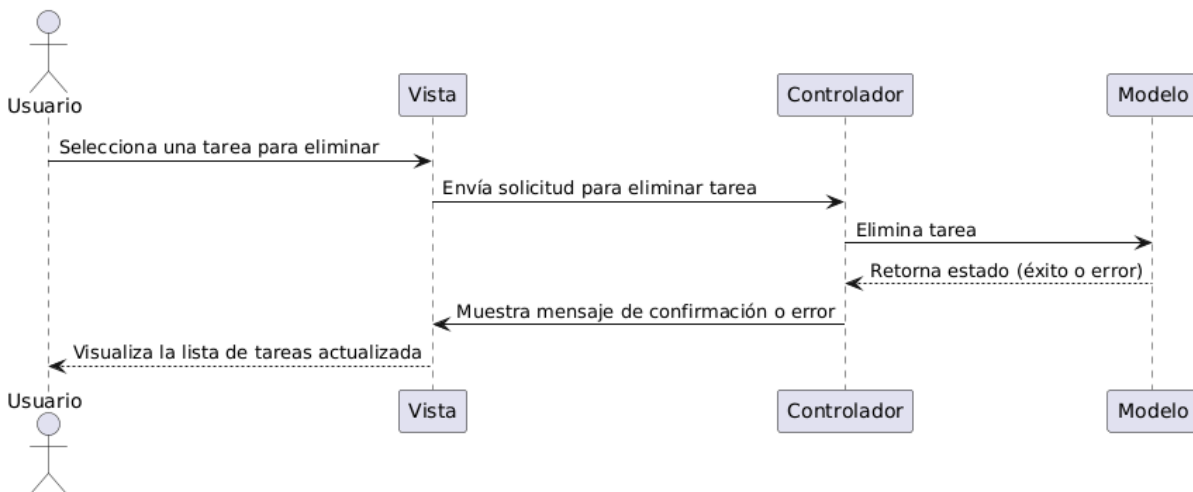 Usuario
Vista
Controlador
Modelo
Selecciona una tarea para eliminar
Envía solicitud para eliminar tarea
Elimina tarea
Retorna estado (éxito o error)
Muestra mensaje de confirmación o error
Visualiza la lista de tareas actualizada
Usuario
Vista
Controlador
Modelo